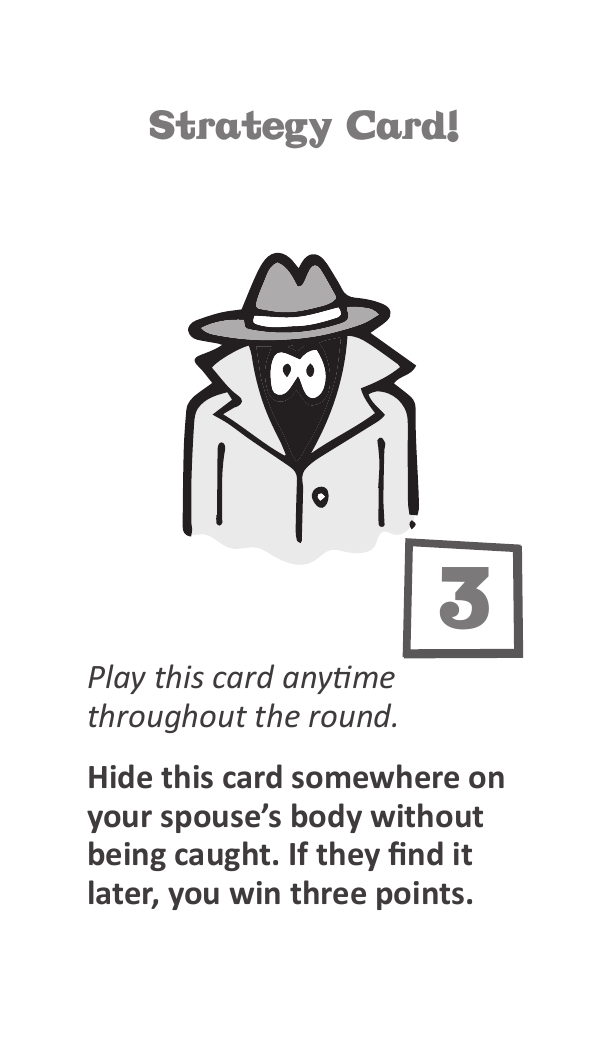 Strategy Card!
3
Play this card anytime
throughout the round.
Hide this card somewhere on
your spouse’s body without
being caught. If they find it
later, you win three points.